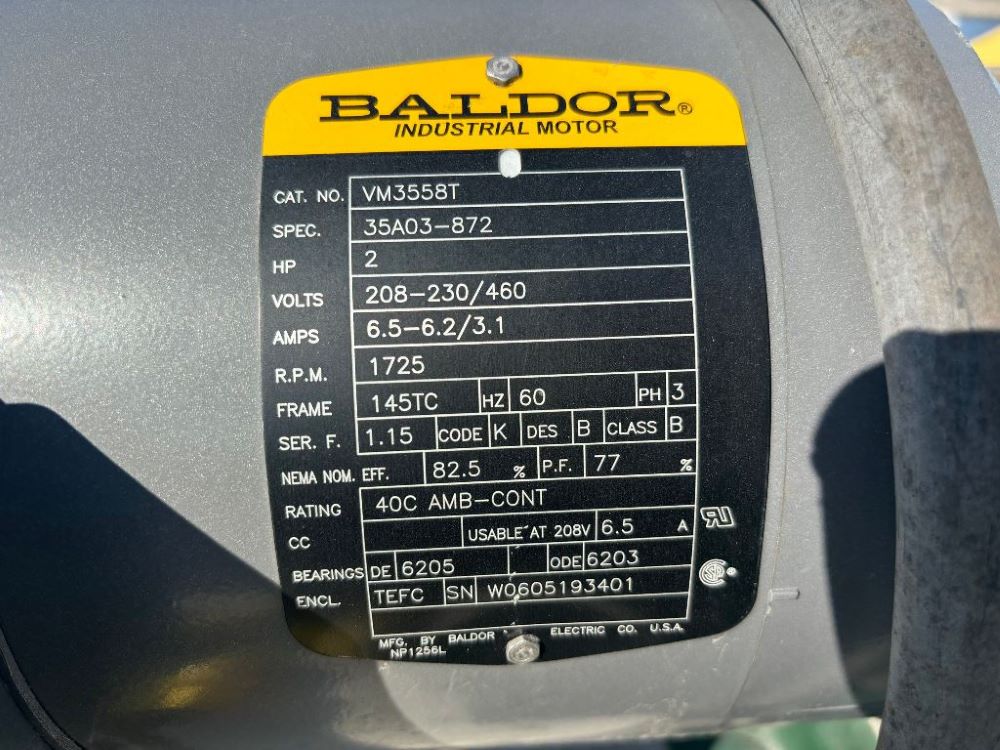 BALDOR®
INDUSTRIAL MOTOR
CAT. NO. VM3558T
SPEC. 35A03-872
HP 2
VOLTS 208-230/460
AMPS 6.5-6.2/3.1
R.P.M. 1725
FRAME 145TC HZ 60 PH 3
SER. F. 1.15 CODE K DES B CLASS B
NEMA NOM. EFF. 82.5 % P.F. 77 %
RATING 40C AMB-CONT
CC USABLE AT 208V 6.5 A
BEARINGS DE 6205 ODE 6203
ENCL. TEFC SN W0605193401
MFG. BY BALDOR ELECTRIC CO. U.S.A.
NP1256L
RU
SP®